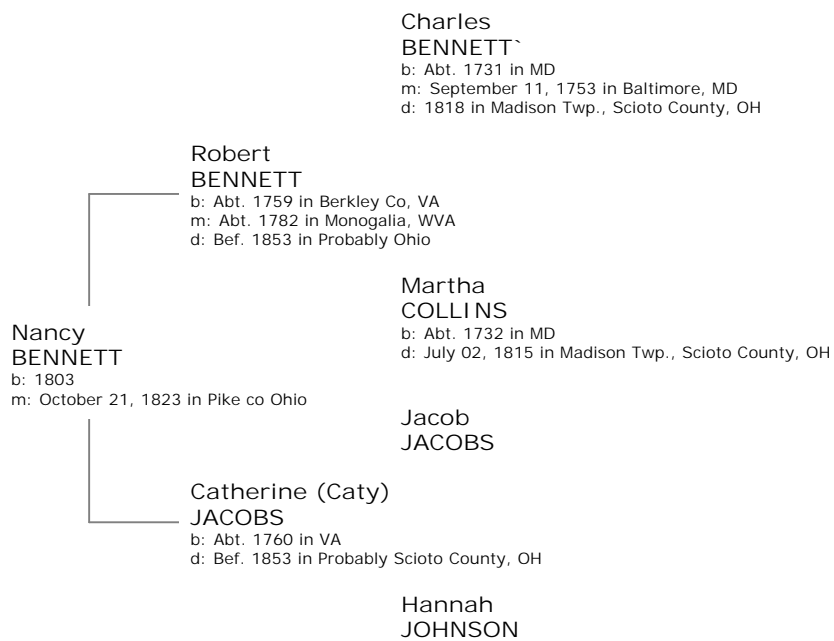 Charles
BENNETT`
b: Abt. 1731 in MD
m: September 11, 1753 in Baltimore, MD
d: 1818 in Madison Twp., Scioto County, OH
Robert
BENNETT
b: Abt. 1759 in Berkley Co, VA
m: Abt. 1782 in Monogalia, WVA
d: Bef. 1853 in Probably Ohio
Martha
COLLINS
b: Abt. 1732 in MD
d: July 02, 1815 in Madison Twp., Scioto County, OH
Nancy
BENNETT
b: 1803
m: October 21, 1823 in Pike co Ohio
Jacob
JACOBS
Catherine (Caty)
JACOBS
b: Abt. 1760 in VA
d: Bef. 1853 in Probably Scioto County, OH
Hannah
JOHNSON